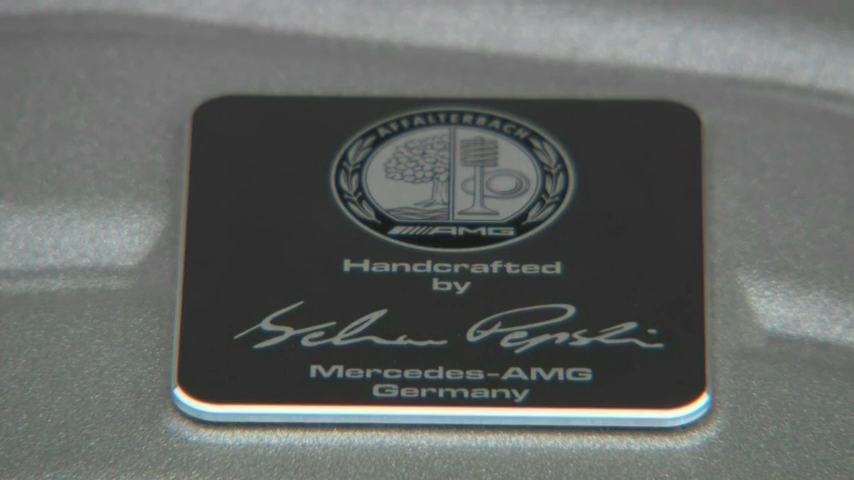 AFFALTERBACH
AMG
Handcrafted
by
Mercedes-AMG
Germany